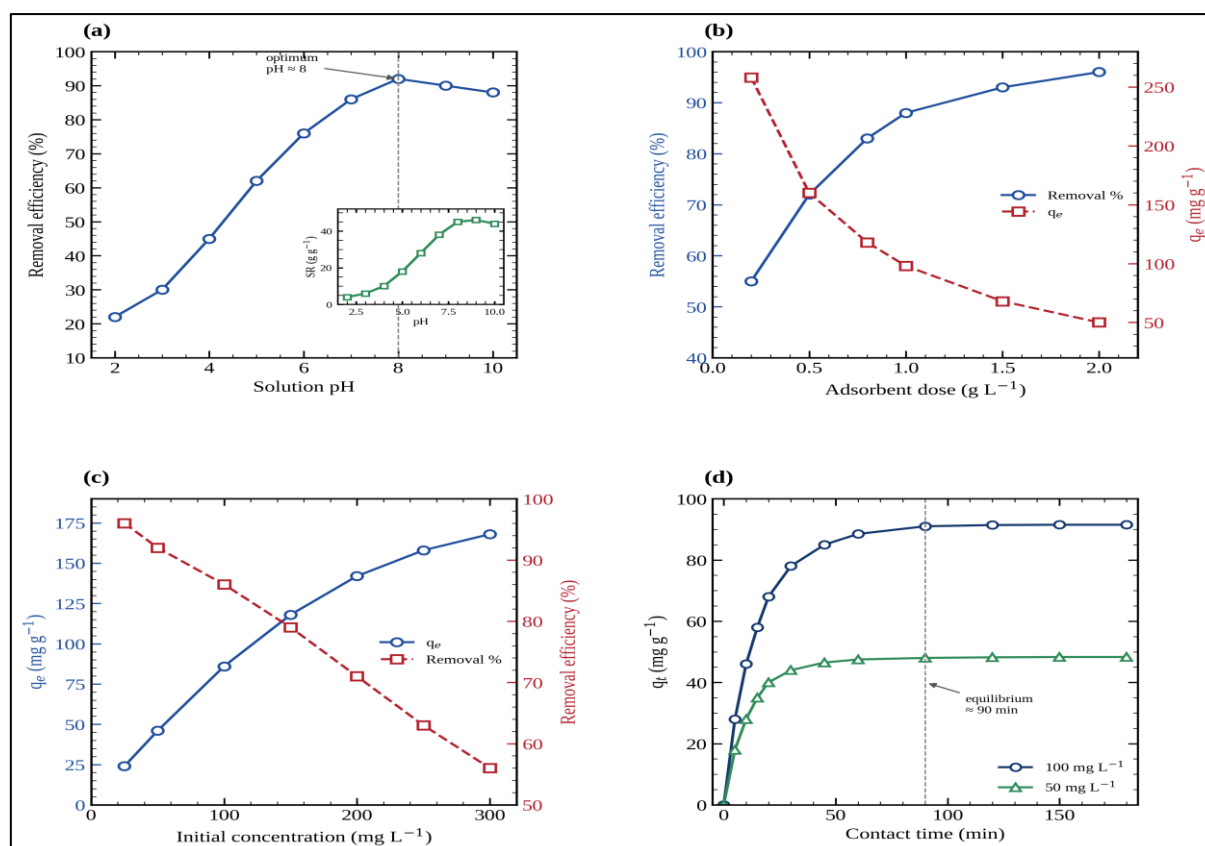 (a)
100
90
80
70
60
50
40
30
20
10
Removal efficiency (%)
optimum
pH ≈ 8
40
20
0
SR (g g⁻¹)
2.5 5.0 7.5 10.0
pH
2 4 6 8 10
Solution pH
(b)
100
90
80
70
60
50
40
Removal efficiency (%)
Removal %
qₑ
250
200
150
100
50
qₑ (mg g⁻¹)
0.0 0.5 1.0 1.5 2.0
Adsorbent dose (g L⁻¹)
(c)
175
150
125
100
75
50
25
0
qₑ (mg g⁻¹)
qₑ
Removal %
100
90
80
70
60
50
Removal efficiency (%)
0 100 200 300
Initial concentration (mg L⁻¹)
(d)
100
80
60
40
20
0
qₜ (mg g⁻¹)
equilibrium
≈ 90 min
100 mg L⁻¹
50 mg L⁻¹
0 50 100 150
Contact time (min)